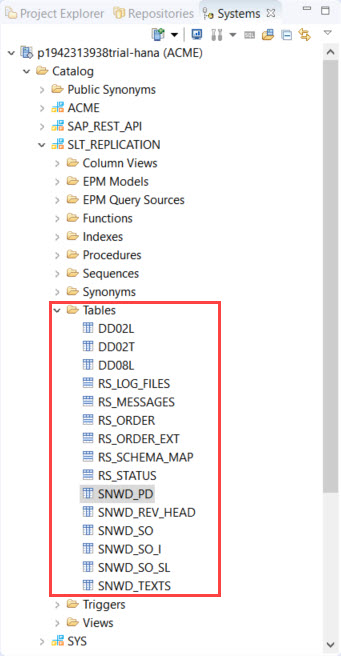 Project Explorer Repositories Systems
p1942313938trial-hana (ACME)
Catalog
Public Synonyms
ACME
SAP_REST_API
SLT_REPLICATION
Column Views
EPM Models
EPM Query Sources
Functions
Indexes
Procedures
Sequences
Synonyms
Tables
DD02L
DD02T
DD08L
RS_LOG_FILES
RS_MESSAGES
RS_ORDER
RS_ORDER_EXT
RS_SCHEMA_MAP
RS_STATUS
SNWD_PD
SNWD_REV_HEAD
SNWD_SO
SNWD_SO_I
SNWD_SO_SL
SNWD_TEXTS
Triggers
Views
SYS